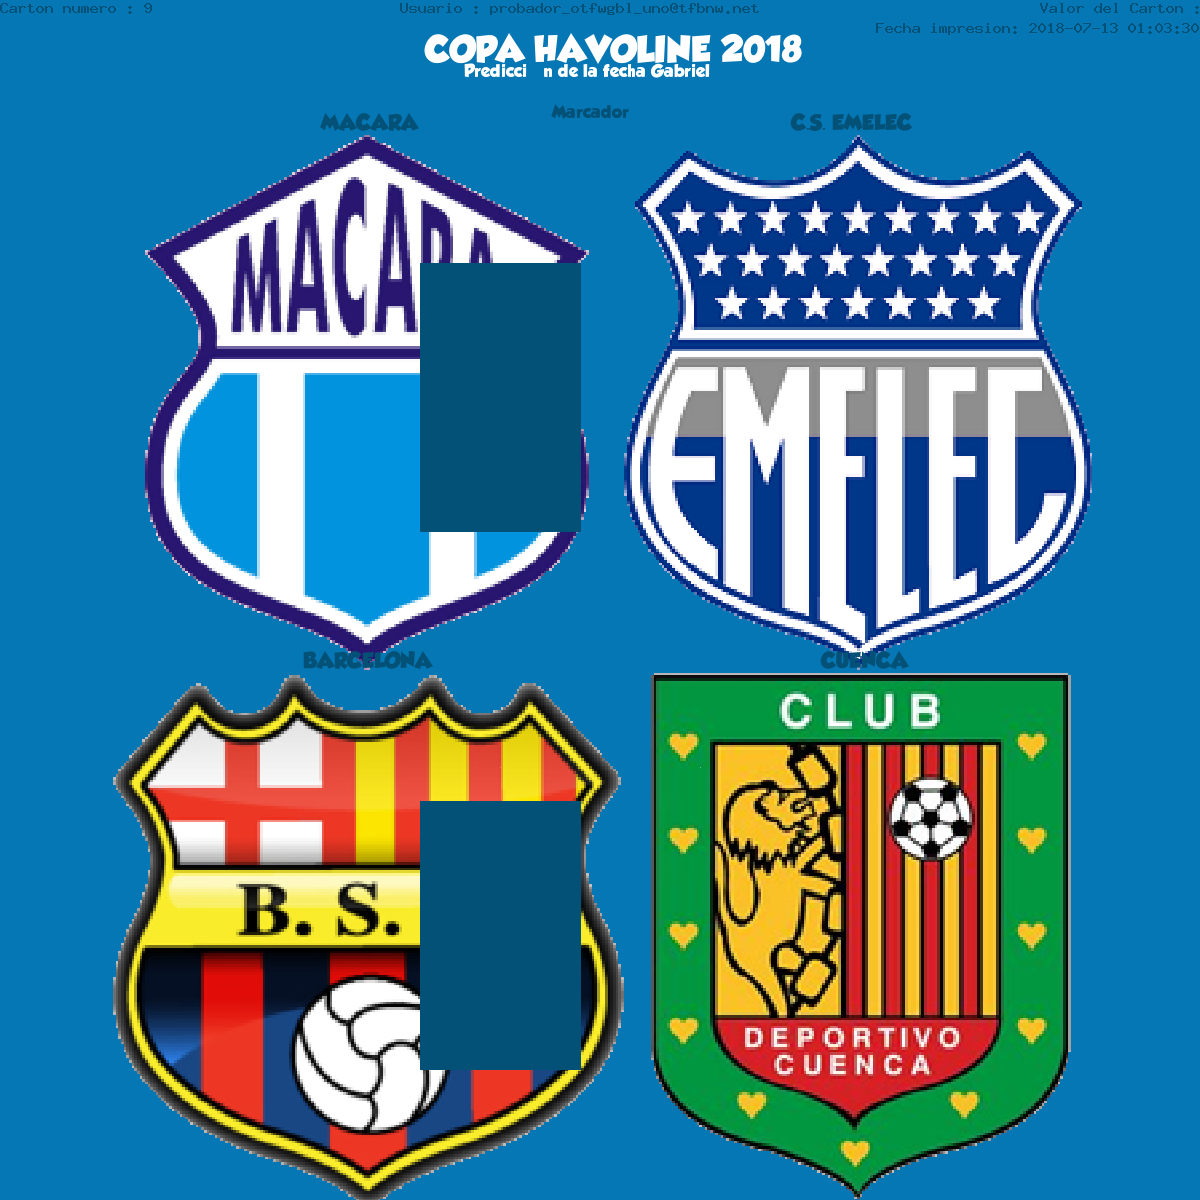 Carton numero : 9 Usuario : probador_otfwgbl_uno@tfbnw.net Valor del Carton :
Fecha impresion: 2018-07-13 01:03:30
COPA HAVOLINE 2018
Predicci n de la fecha Gabriel
Marcador
MACARA C.S. EMELEC
MACARA
EMELEC
BARCELONA CUENCA
CLUB
B. S.
DEPORTIVO
CUENCA